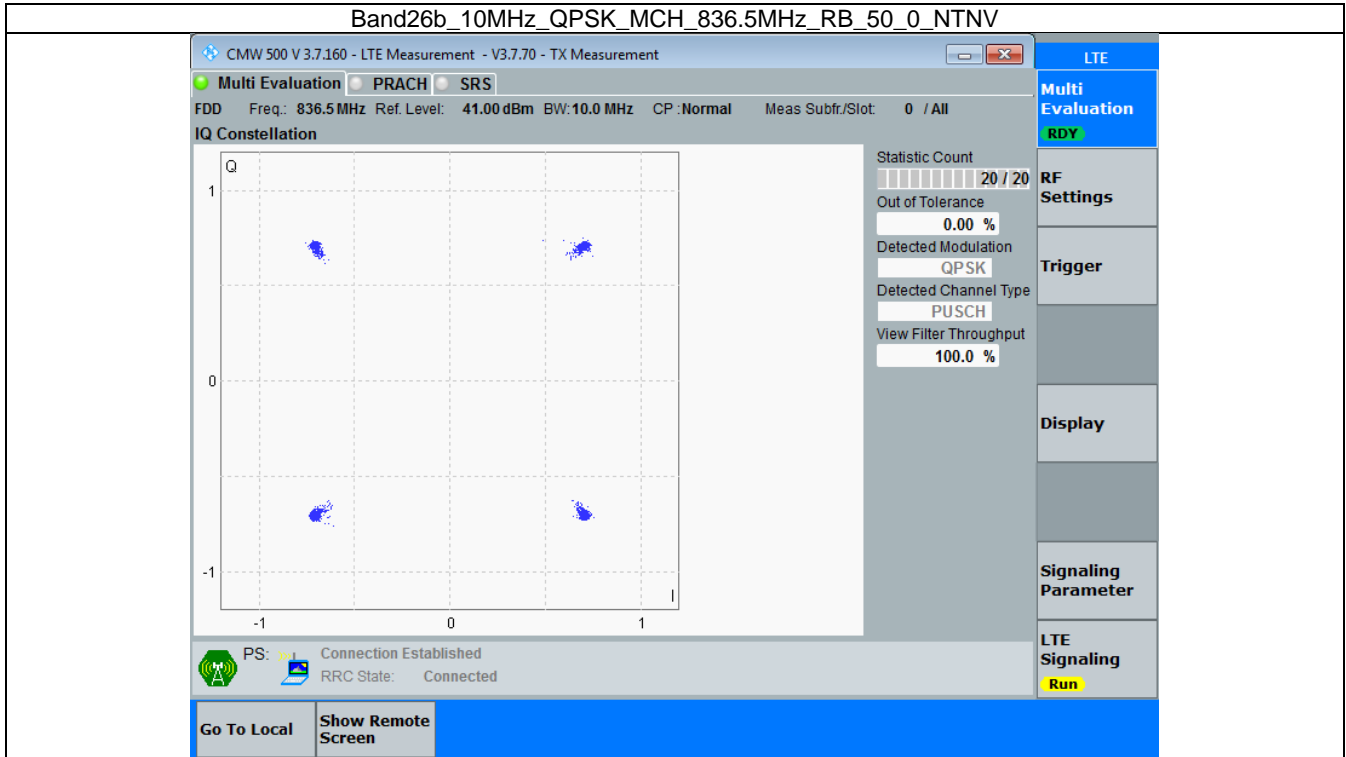 Band26b_10MHz_QPSK_MCH_836.5MHz_RB_50_0_NTNV
CMW 500 V 3.7.160 - LTE Measurement - V3.7.70 - TX Measurement
LTE
Multi Evaluation PRACH SRS
Multi Evaluation
RDY
FDD Freq.: 836.5 MHz Ref. Level: 41.00 dBm BW: 10.0 MHz CP : Normal Meas Subfr./Slot: 0 / All
IQ Constellation
Q
1
0
-1
I
-1 0 1
Statistic Count
20 / 20
Out of Tolerance
0.00 %
Detected Modulation
QPSK
Detected Channel Type
PUSCH
View Filter Throughput
100.0 %
RF
Settings
Trigger
Display
Signaling
Parameter
LTE
Signaling
Run
PS: Connection Established
RRC State: Connected
Go To Local
Show Remote
Screen